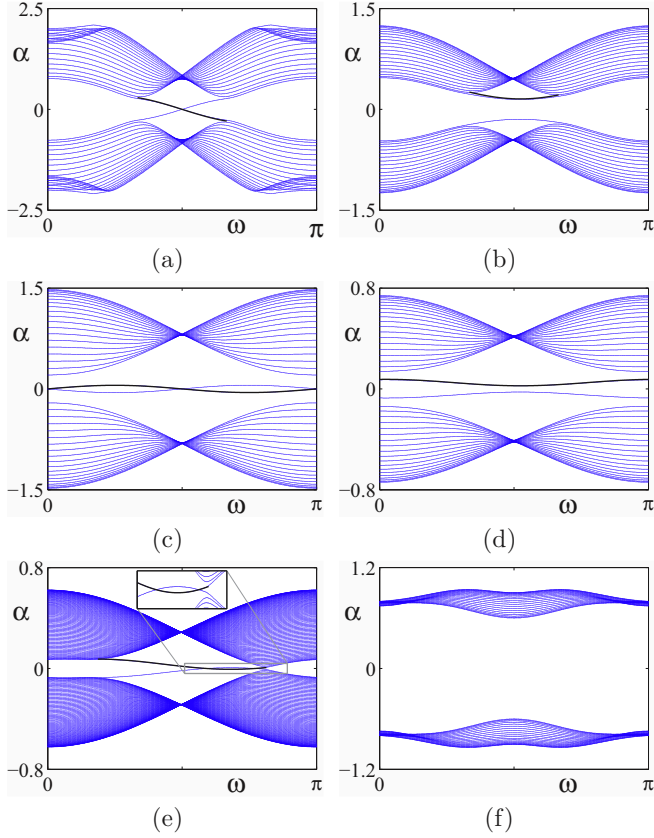 2.5 1.5
α α
0 0
−2.5 −1.5
0 ω π 0 ω π
(a) (b)
1.5 0.8
α α
0 0
−1.5 −0.8
0 ω π 0 ω π
(c) (d)
0.8 1.2
α α
0 0
−0.8 −1.2
0 ω π 0 ω π
(e) (f)